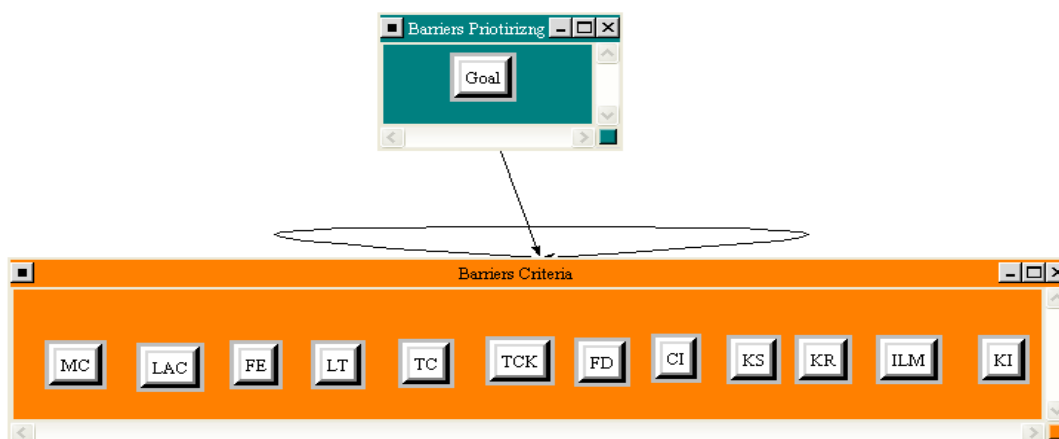 Barriers Priotirizng
Goal
Barriers Criteria
MC
LAC
FE
LT
TC
TCK
FD
CI
KS
KR
ILM
KI